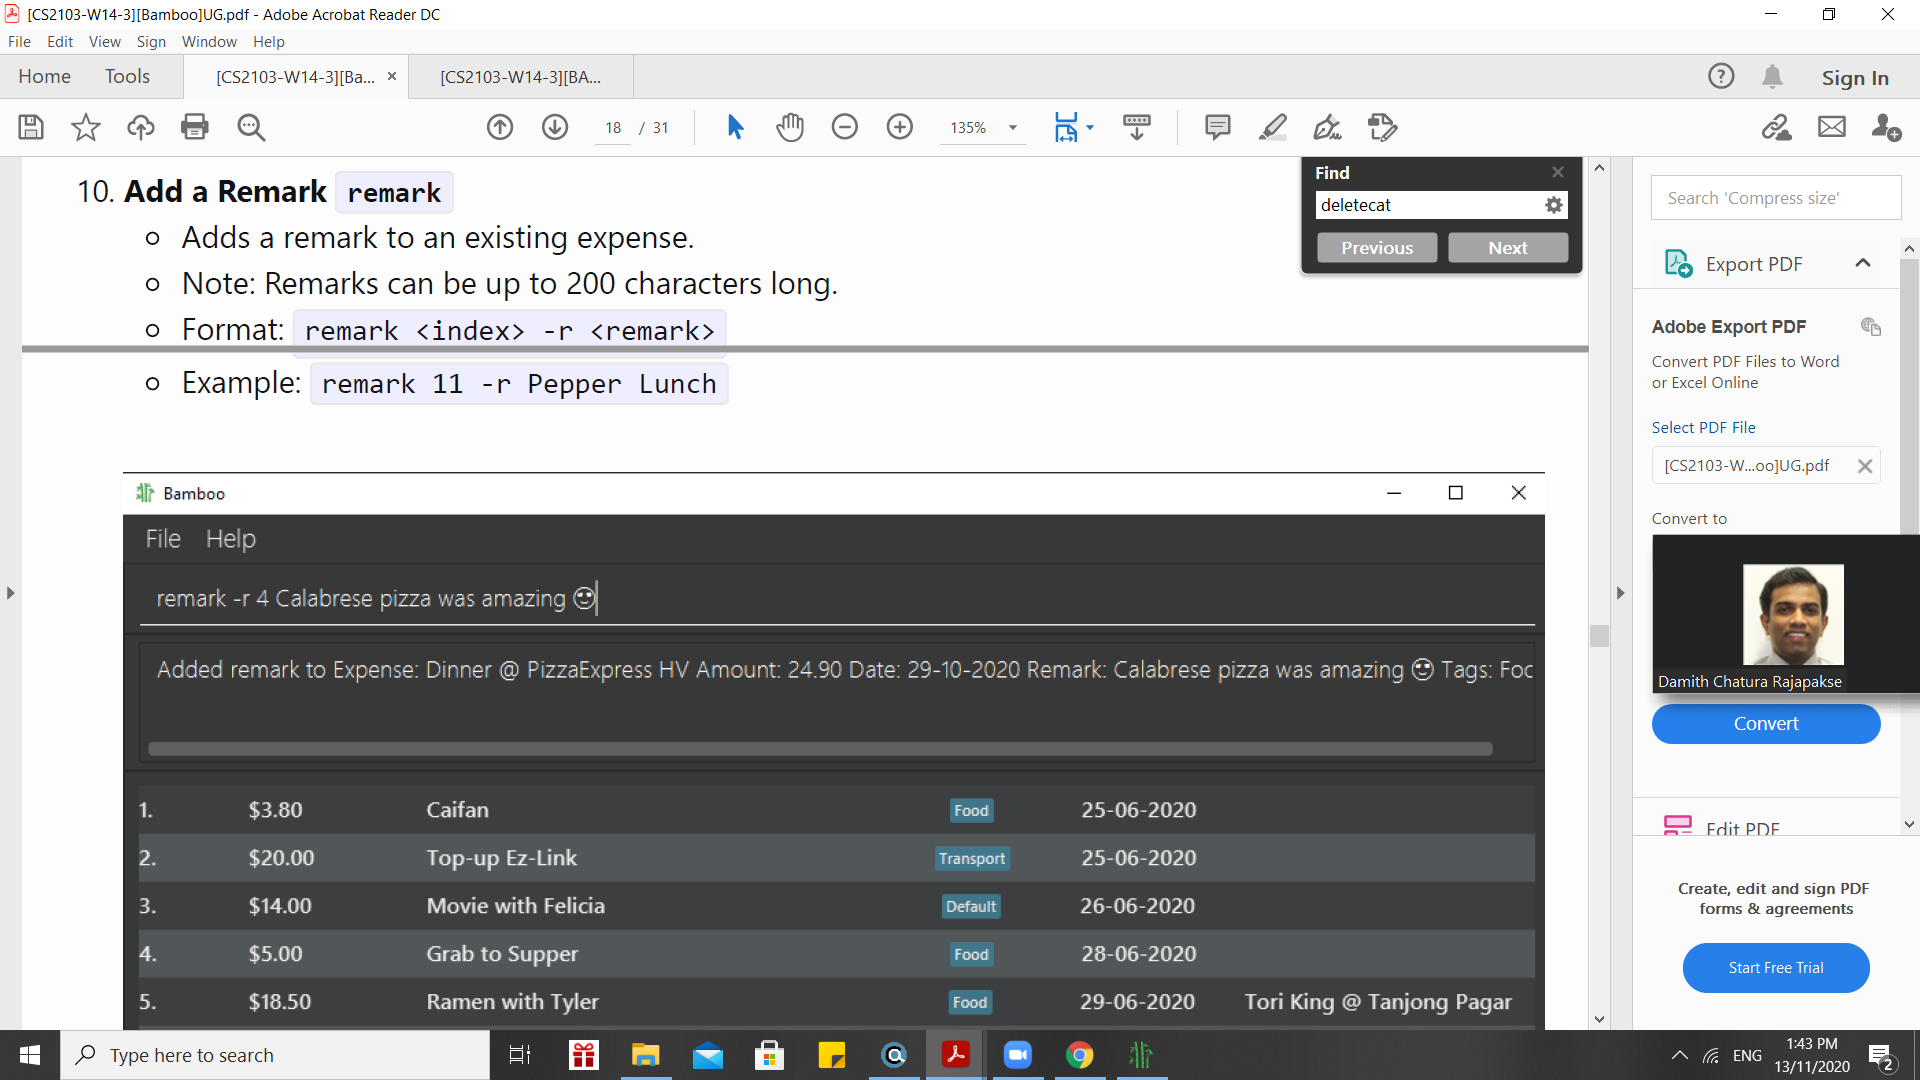 [CS2103-W14-3][Bamboo]UG.pdf - Adobe Acrobat Reader DC
File Edit View Sign Window Help
Home Tools [CS2103-W14-3][Ba... [CS2103-W14-3][BA... Sign In
18 / 31 135%
10. Add a Remark remark
Adds a remark to an existing expense.
Note: Remarks can be up to 200 characters long.
Format: remark <index> -r <remark>
Example: remark 11 -r Pepper Lunch
Find
deletecat
Previous Next
Bamboo
File Help
remark -r 4 Calabrese pizza was amazing 😍
Added remark to Expense: Dinner @ PizzaExpress HV Amount: 24.90 Date: 29-10-2020 Remark: Calabrese pizza was amazing 😍 Tags: Foo
1. $3.80 Caifan Food 25-06-2020
2. $20.00 Top-up Ez-Link Transport 25-06-2020
3. $14.00 Movie with Felicia Default 26-06-2020
4. $5.00 Grab to Supper Food 28-06-2020
5. $18.50 Ramen with Tyler Food 29-06-2020 Tori King @ Tanjong Pagar
Search 'Compress size'
Export PDF
Adobe Export PDF
Convert PDF Files to Word
or Excel Online
Select PDF File
[CS2103-W...oo]UG.pdf
Convert to
Damith Chatura Rajapakse
Convert
Edit PDF
Create, edit and sign PDF
forms & agreements
Start Free Trial
Type here to search
ENG
1:43 PM
13/11/2020
2